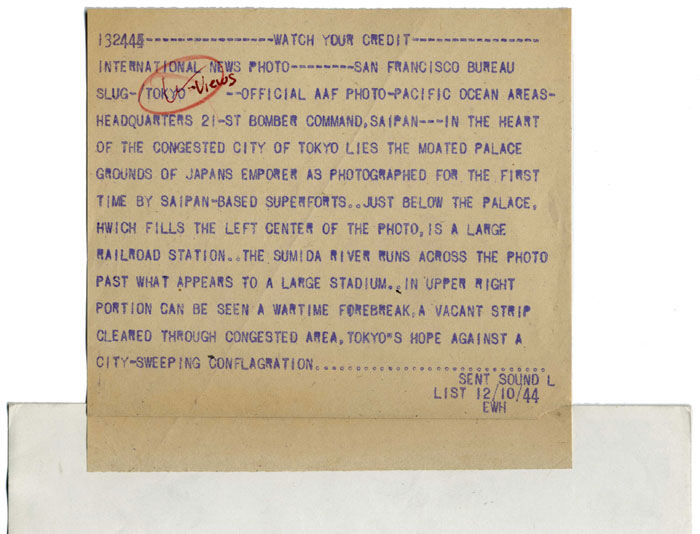 132445-----------------WATCH YOUR CREDIT----------------
INTERNATIONAL NEWS PHOTO--------SAN FRANCISCO BUREAU
SLUG- TOKYO Views --OFFICIAL AAF PHOTO-PACIFIC OCEAN AREAS-
HEADQUARTERS 21-ST BOMBER COMMAND,SAIPAN---IN THE HEART
OF THE CONGESTED CITY OF TOKYO LIES THE MOATED PALACE
GROUNDS OF JAPANS EMPORER AS PHOTOGRAPHED FOR THE FIRST
TIME BY SAIPAN-BASED SUPERFORTS..JUST BELOW THE PALACE,
HWICH FILLS THE LEFT CENTER OF THE PHOTO,IS A LARGE
RAILROAD STATION..THE SUMIDA RIVER RUNS ACROSS THE PHOTO
PAST WHAT APPEARS TO A LARGE STADIUM..IN UPPER RIGHT
PORTION CAN BE SEEN A WARTIME FOREBREAK,A VACANT STRIP
CLEARED THROUGH CONGESTED AREA,TOKYO"S HOPE AGAINST A
CITY-SWEEPING CONFLAGRATION..............................
SENT SOUND L
LIST 12/10/44
EWH